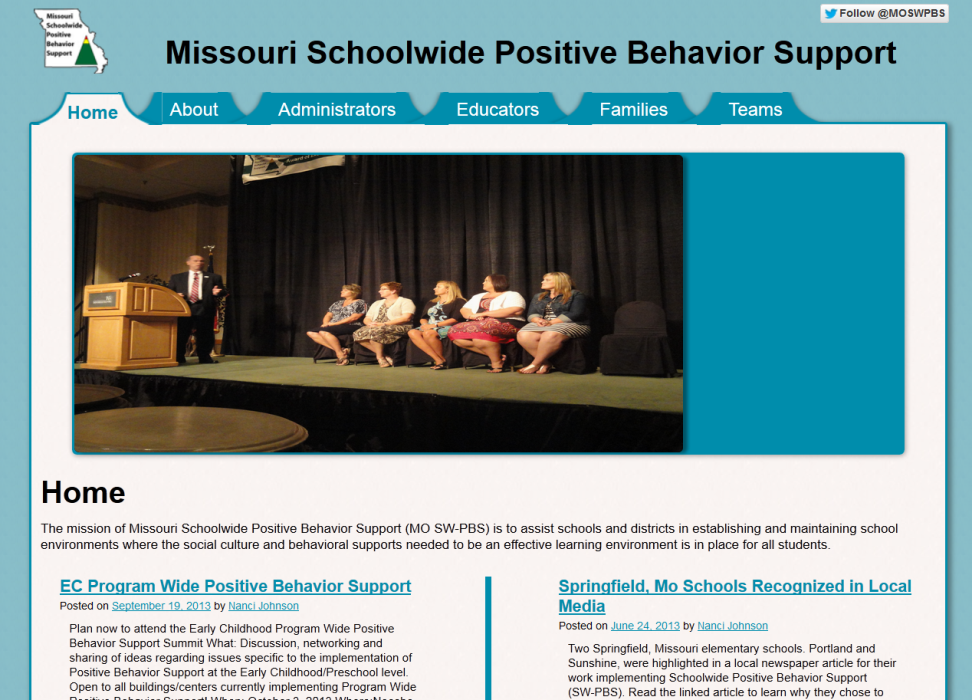 Missouri
Schoolwide
Positive
Behavior
Support
Follow @MOSWPBS
Missouri Schoolwide Positive Behavior Support
Home About Administrators Educators Families Teams
Home
The mission of Missouri Schoolwide Positive Behavior Support (MO SW-PBS) is to assist schools and districts in establishing and maintaining school
environments where the social culture and behavioral supports needed to be an effective learning environment is in place for all students.
EC Program Wide Positive Behavior Support
Posted on September 19, 2013 by Nanci Johnson
Plan now to attend the Early Childhood Program Wide Positive
Behavior Support Summit What: Discussion, networking and
sharing of ideas regarding issues specific to the implementation of
Positive Behavior Support at the Early Childhood/Preschool level.
Open to all buildings/centers currently implementing Program Wide
Springfield, Mo Schools Recognized in Local
Media
Posted on June 24, 2013 by Nanci Johnson
Two Springfield, Missouri elementary schools. Portland and
Sunshine, were highlighted in a local newspaper article for their
work implementing Schoolwide Positive Behavior Support
(SW-PBS). Read the linked article to learn why they chose to